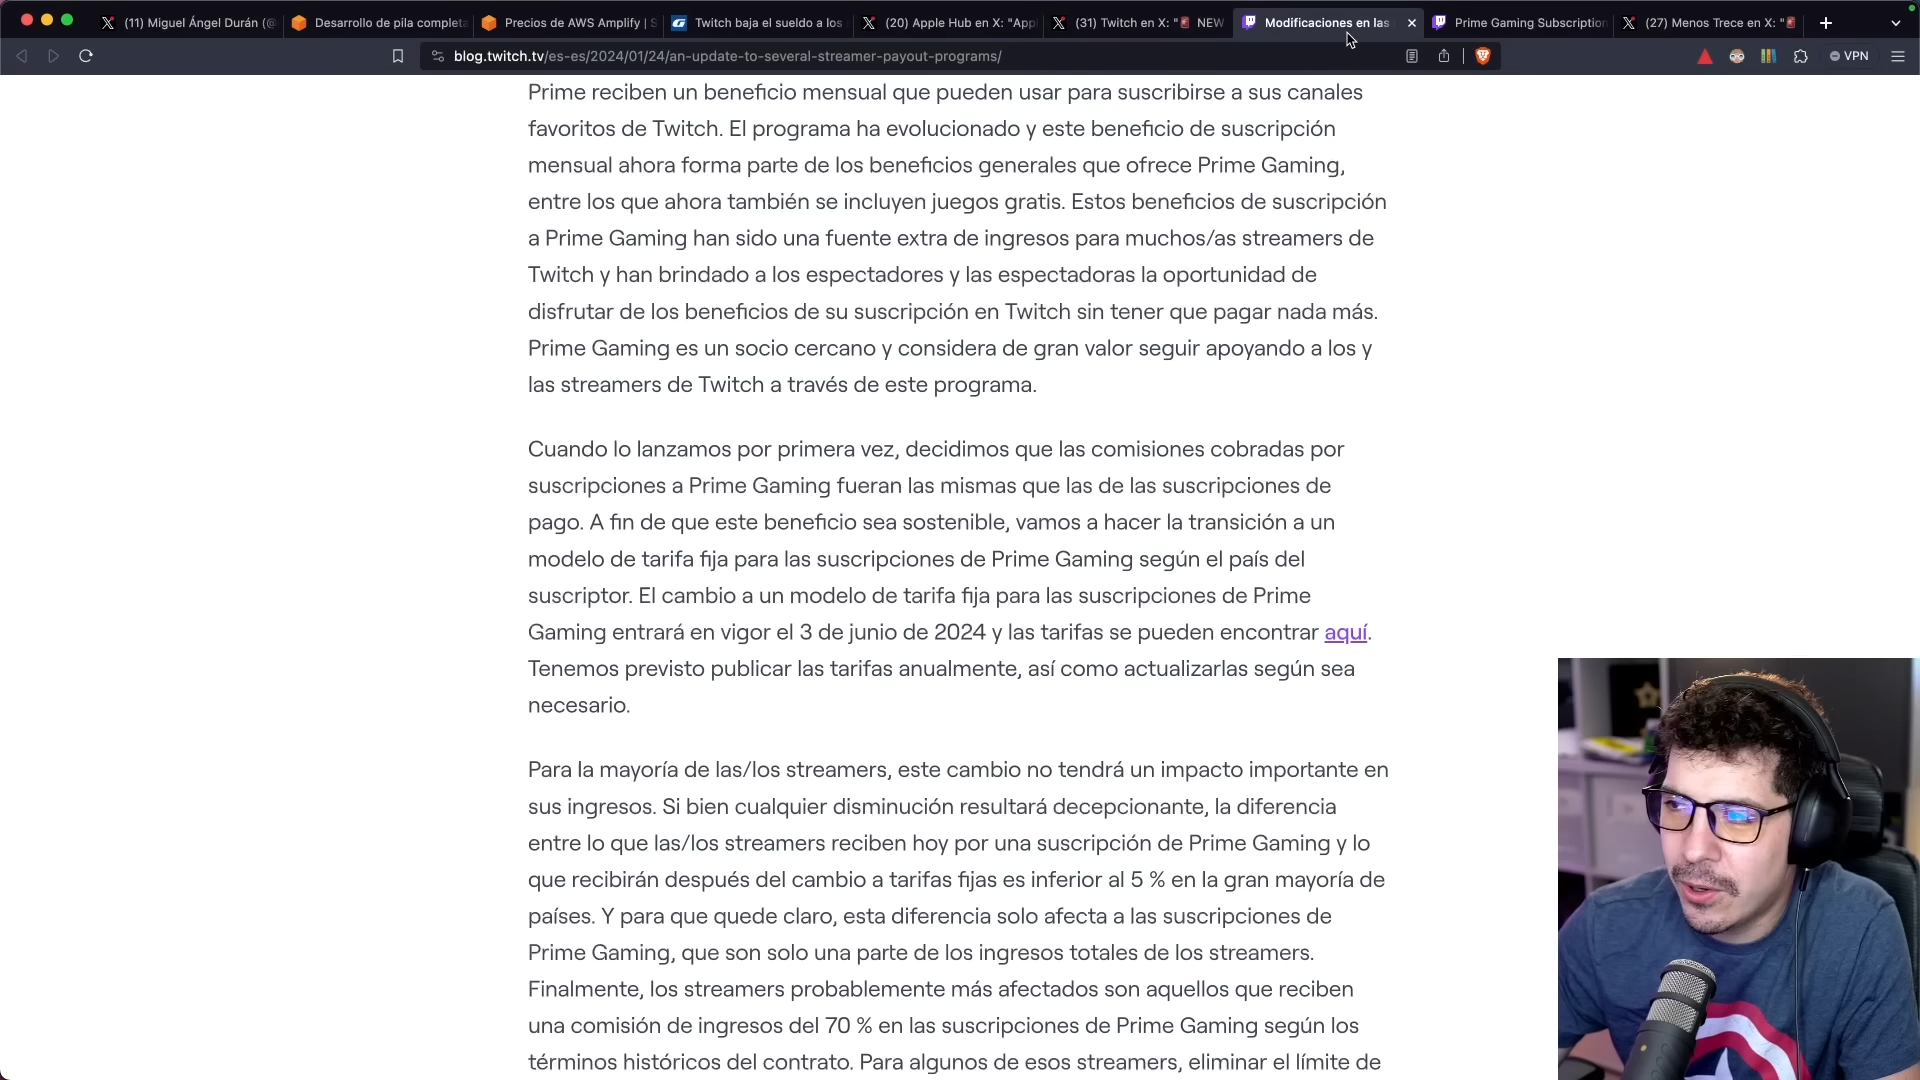 (11) Miguel Ángel Durán (@
Desarrollo de pila completa
Precios de AWS Amplify | S
Twitch baja el sueldo a los
(20) Apple Hub en X: "Appl
(31) Twitch en X: "🚨 NEW
Modificaciones en las
Prime Gaming Subscription
(27) Menos Trece en X: "🚨
blog.twitch.tv/es-es/2024/01/24/an-update-to-several-streamer-payout-programs/
VPN
Prime reciben un beneficio mensual que pueden usar para suscribirse a sus canales
favoritos de Twitch. El programa ha evolucionado y este beneficio de suscripción
mensual ahora forma parte de los beneficios generales que ofrece Prime Gaming,
entre los que ahora también se incluyen juegos gratis. Estos beneficios de suscripción
a Prime Gaming han sido una fuente extra de ingresos para muchos/as streamers de
Twitch y han brindado a los espectadores y las espectadoras la oportunidad de
disfrutar de los beneficios de su suscripción en Twitch sin tener que pagar nada más.
Prime Gaming es un socio cercano y considera de gran valor seguir apoyando a los y
las streamers de Twitch a través de este programa.
Cuando lo lanzamos por primera vez, decidimos que las comisiones cobradas por
suscripciones a Prime Gaming fueran las mismas que las de las suscripciones de
pago. A fin de que este beneficio sea sostenible, vamos a hacer la transición a un
modelo de tarifa fija para las suscripciones de Prime Gaming según el país del
suscriptor. El cambio a un modelo de tarifa fija para las suscripciones de Prime
Gaming entrará en vigor el 3 de junio de 2024 y las tarifas se pueden encontrar aquí.
Tenemos previsto publicar las tarifas anualmente, así como actualizarlas según sea
necesario.
Para la mayoría de las/los streamers, este cambio no tendrá un impacto importante en
sus ingresos. Si bien cualquier disminución resultará decepcionante, la diferencia
entre lo que las/los streamers reciben hoy por una suscripción de Prime Gaming y lo
que recibirán después del cambio a tarifas fijas es inferior al 5 % en la gran mayoría de
países. Y para que quede claro, esta diferencia solo afecta a las suscripciones de
Prime Gaming, que son solo una parte de los ingresos totales de los streamers.
Finalmente, los streamers probablemente más afectados son aquellos que reciben
una comisión de ingresos del 70 % en las suscripciones de Prime Gaming según los
términos históricos del contrato. Para algunos de esos streamers, eliminar el límite de